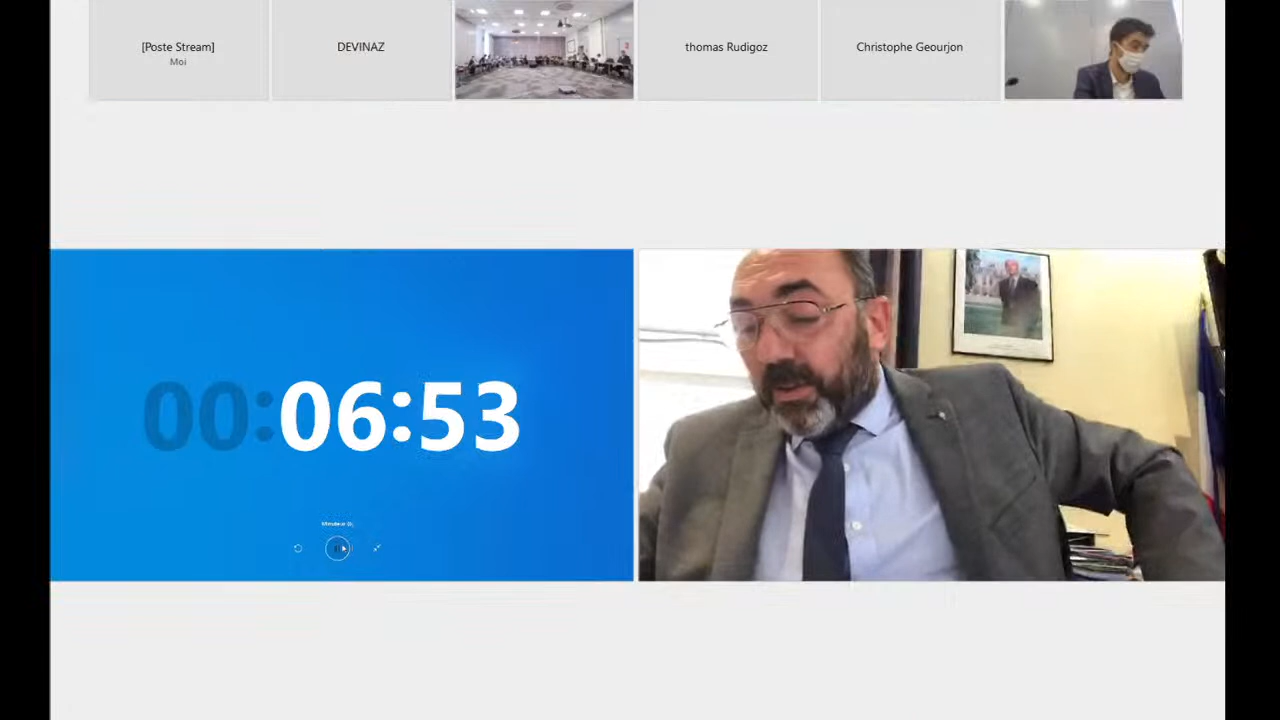 [Poste Stream]
Moi
DEVINAZ
thomas Rudigoz
Christophe Geourjon
00:06:53